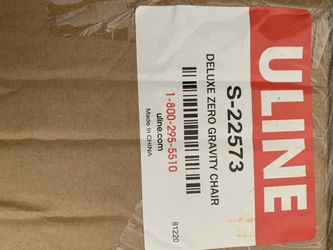 ULINE
S-22573
DELUXE ZERO GRAVITY CHAIR
1-800-295-5510
uline.com
Made In CHINA
81220